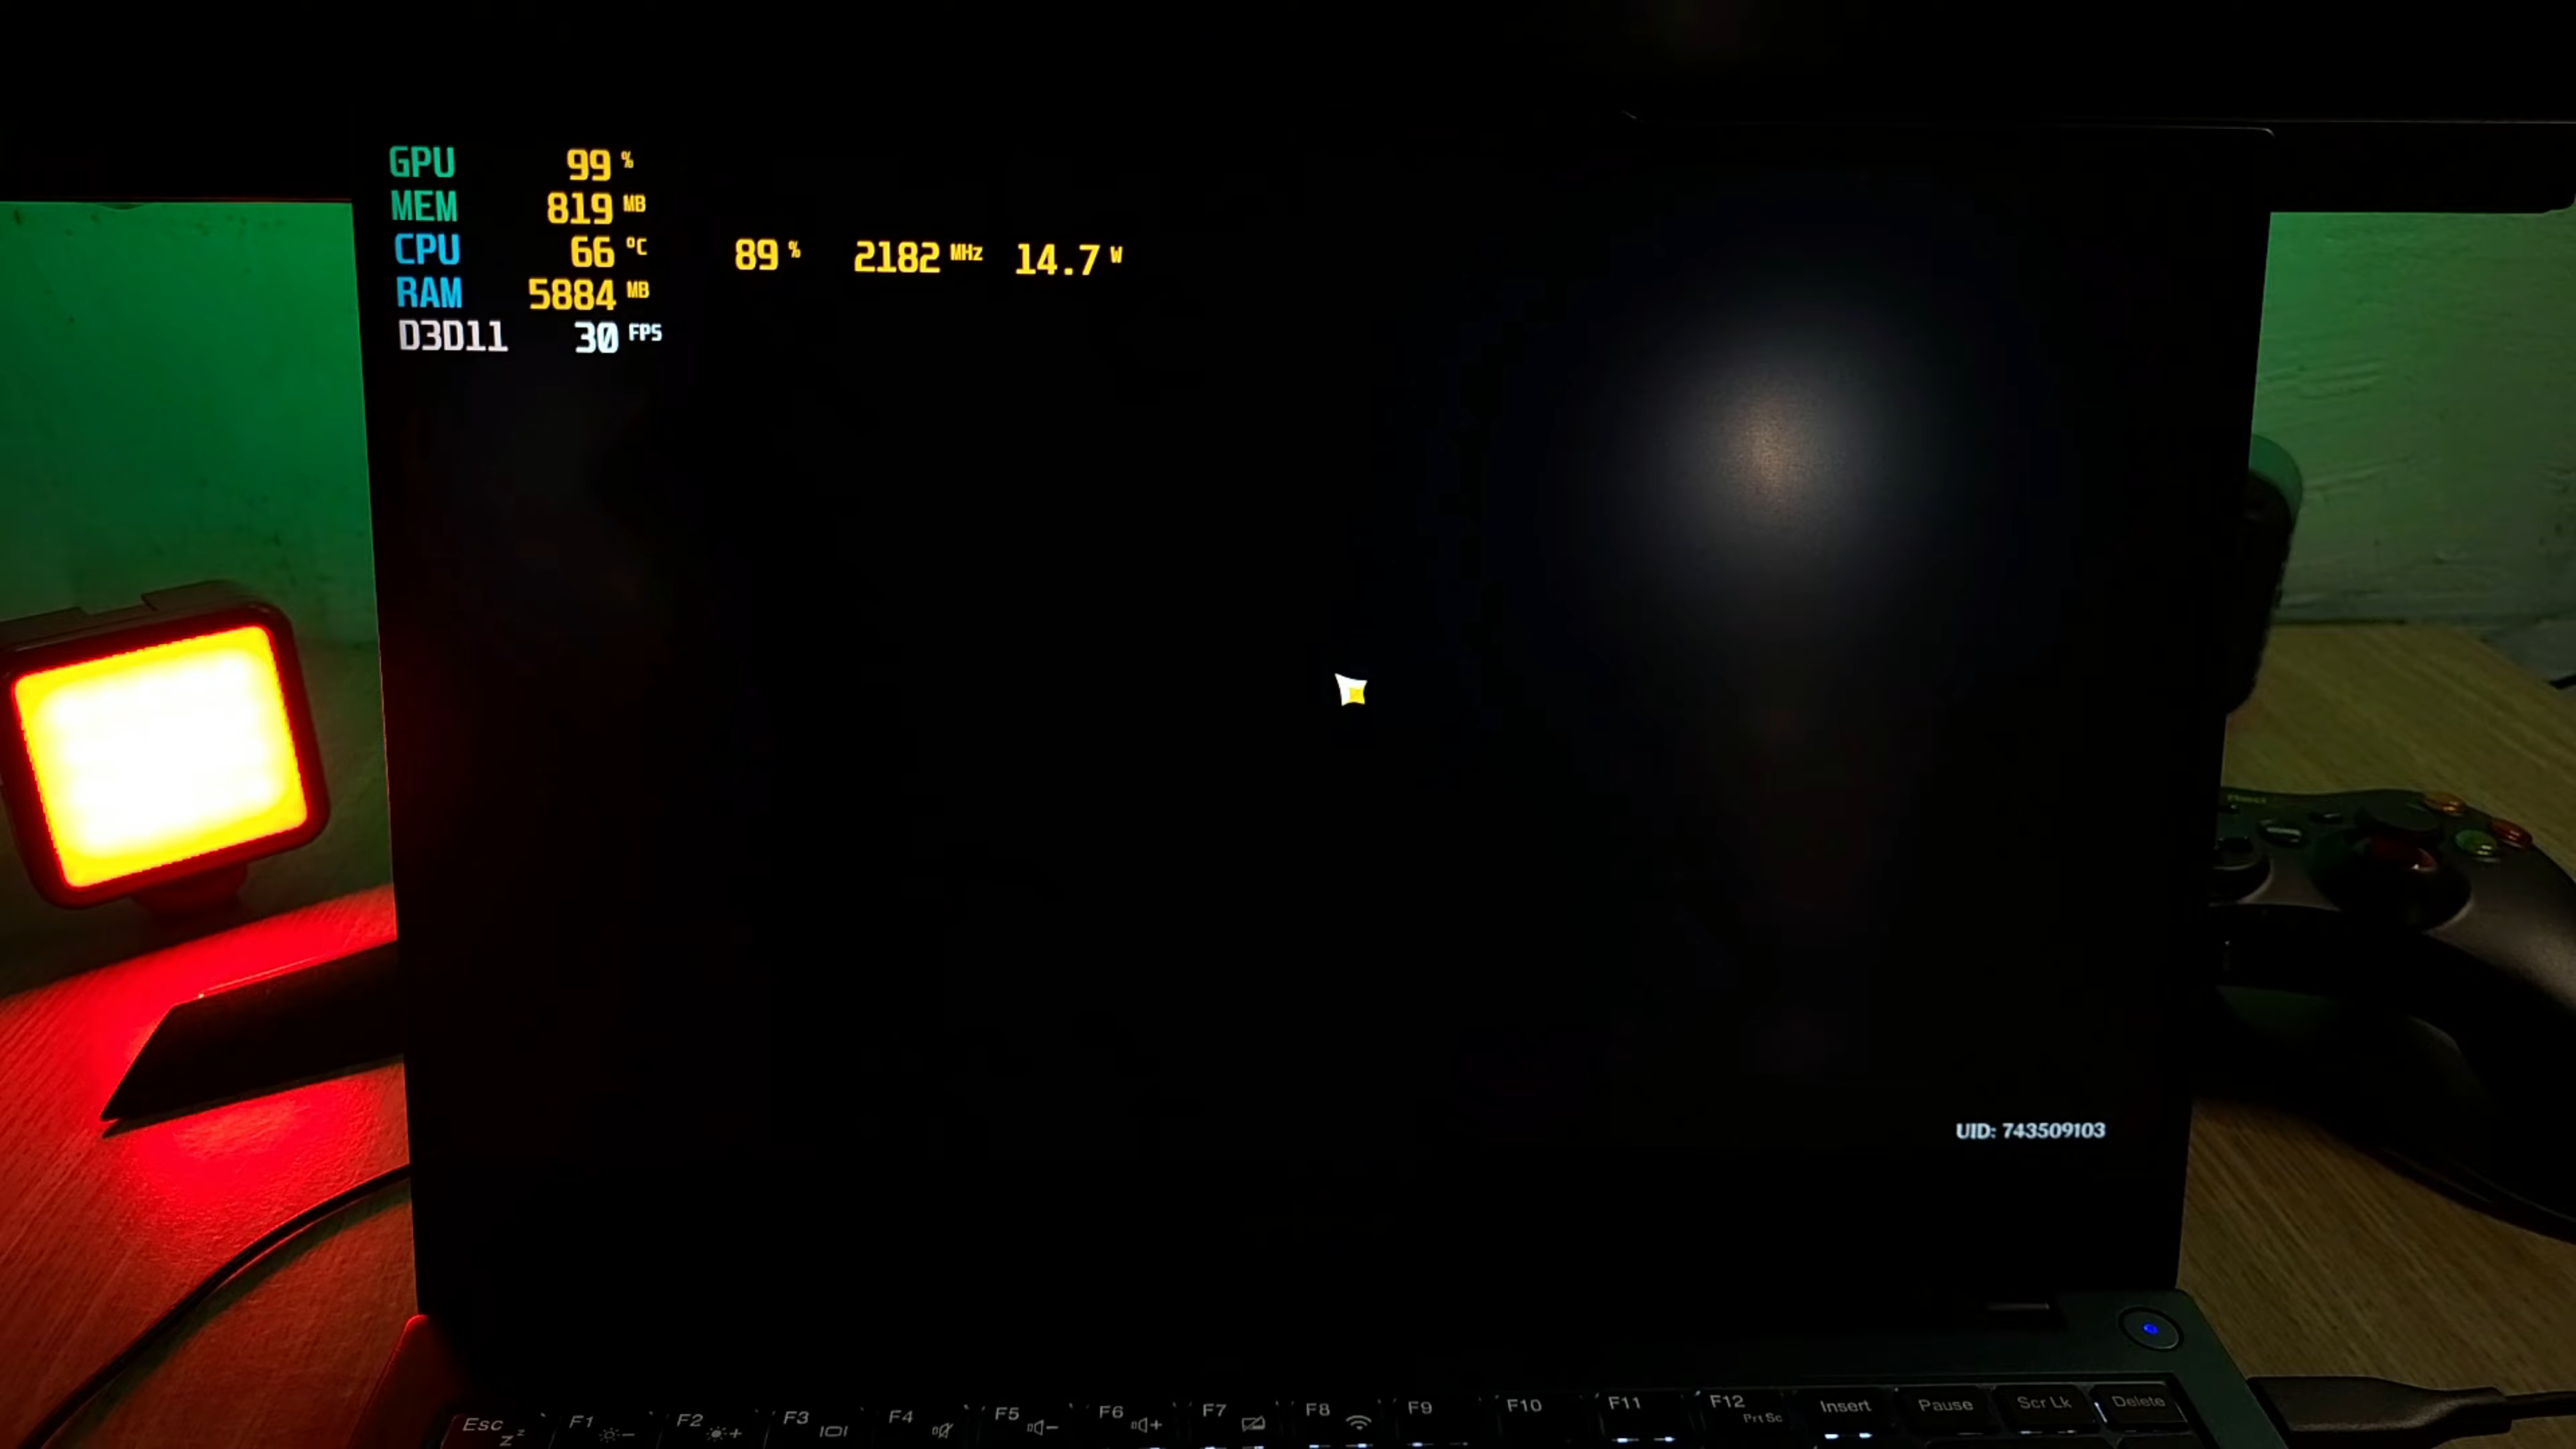 GPU 99 %
MEM 819 MB
CPU 66 °C 89 % 2182 MHz 14.7 W
RAM 5884 MB
D3D11 30 FPS
UID: 743509103
Esc F1 F2 F3 F4 F5 F6 F7 F8 F9 F10 F11 F12 Prt Sc Insert Pause Scr Lk Delete